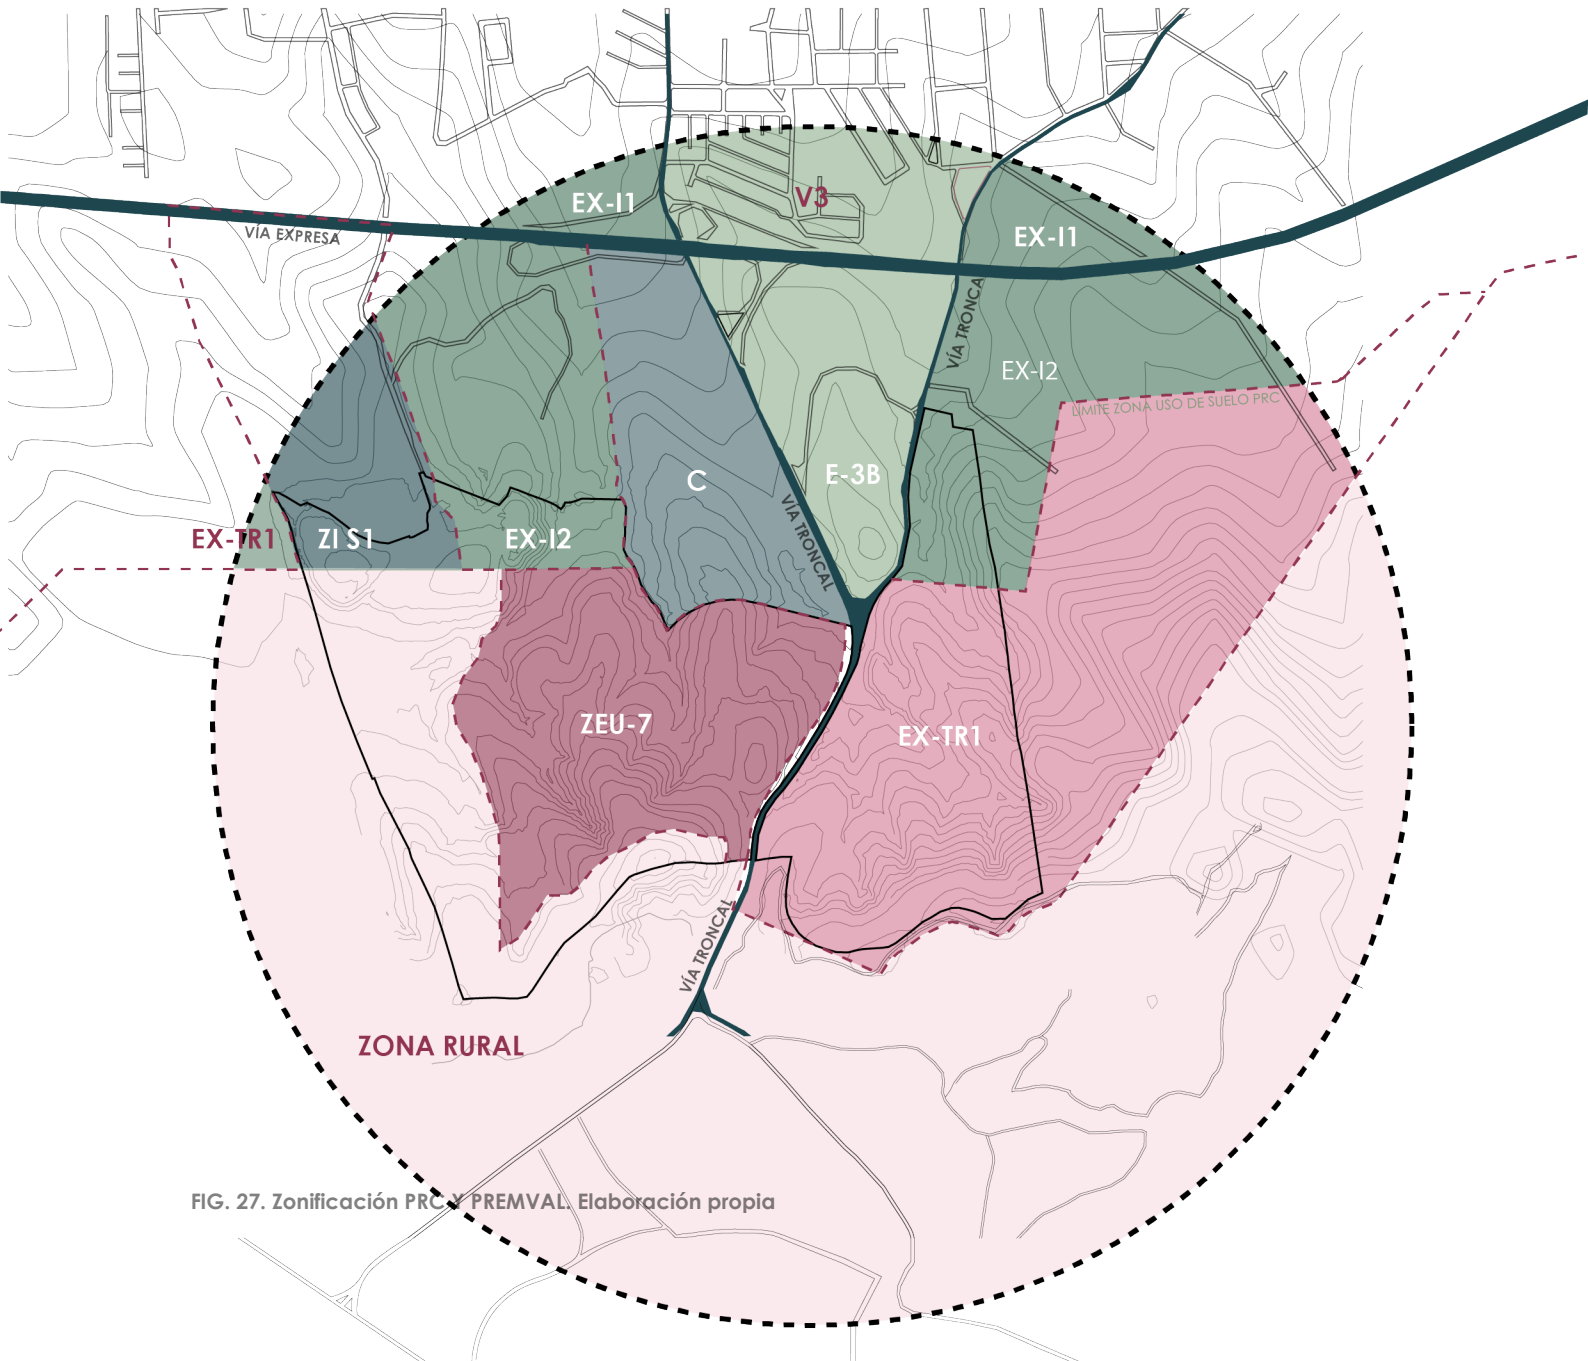 EX-I1
V3
EX-I1
VÍA EXPRESA
VÍA TRONCA
EX-I2
LÍMITE ZONA USO DE SUELO PRC
C
E-3B
EX-TR1
ZI S1
EX-I2
VÍA TRONCAL
ZEU-7
EX-TR1
VÍA TRONCAL
ZONA RURAL
FIG. 27. Zonificación PRC Y PREMVAL. Elaboración propia